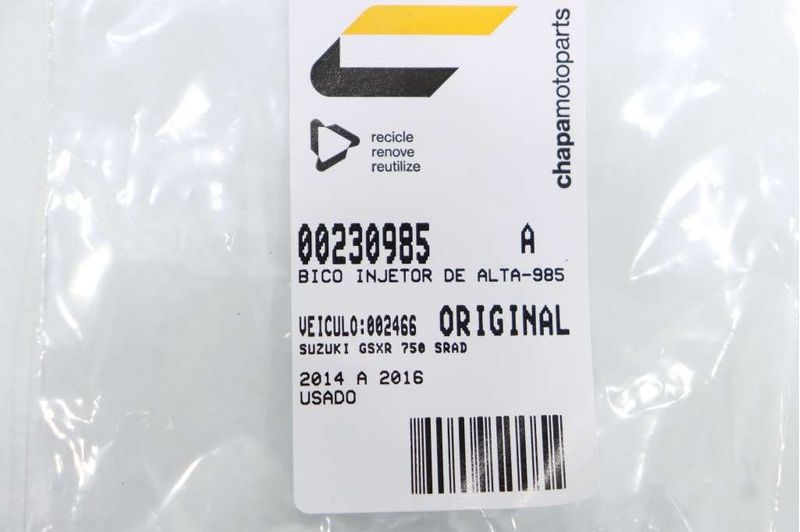 chapamotoparts
recicle
renove
reutilize
00230985 A
BICO INJETOR DE ALTA-985
VEICULO:002466 ORIGINAL
SUZUKI GSXR 750 SRAD
2014 A 2016
USADO